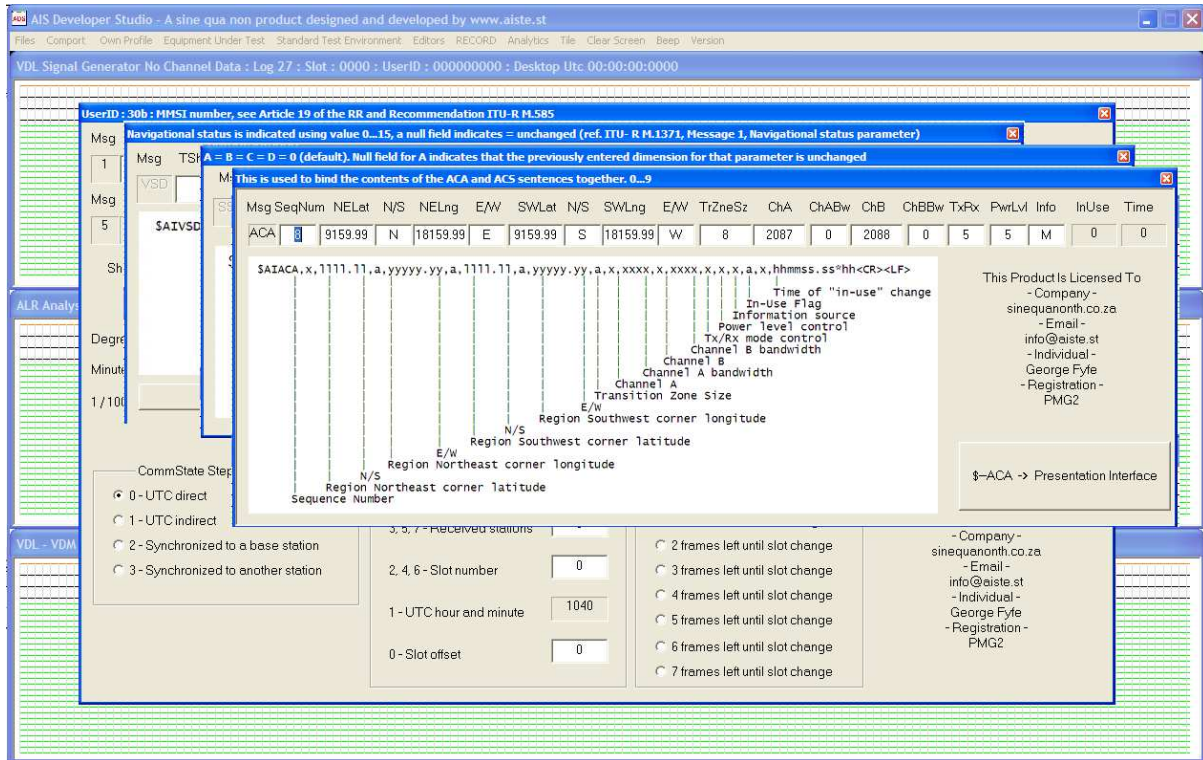 AIS Developer Studio - A sine qua non product designed and developed by www.aiste.st
Files Comport Own Profile Equipment Under Test Standard Test Environment Editors RECORD Analytics Tile Clear Screen Beep Version
VDL Signal Generator No Channel Data : Log 27 : Slot : 0000 : UserID : 000000000 : Desktop Utc 00:00:00:0000
UserID : 30b : MMSI number, see Article 19 of the RR and Recommendation ITU-R M.585
Navigational status is indicated using value 0...15, a null field indicates = unchanged (ref. ITU- R M.1371, Message 1, Navigational status parameter)
A = B = C = D = 0 (default). Null field for A indicates that the previously entered dimension for that parameter is unchanged
This is used to bind the contents of the ACA and ACS sentences together. 0...9
Msg
1
Msg
5
Msg
VSD
$AIVSD
Msg SeqNum NELat N/S NELng E/W SWLat N/S SWLng E/W TrZneSz ChA ChABw ChB ChBBw TxRx PwrLvl Info InUse Time
ACA 8 9159.99 N 18159.99 E 9159.99 S 18159.99 W 8 2087 0 2088 0 5 5 M 0 0
$AIACA,x,llll.ll,a,yyyyy.yy,a,llll.ll,a,yyyyy.yy,a,x,xxxx,x,xxxx,x,x,x,a,x,hhmmss.ss*hh<CR><LF>
Time of "in-use" change
In-Use Flag
Information source
Power level control
Tx/Rx mode control
Channel B bandwidth
Channel B
Channel A bandwidth
Channel A
Transition Zone Size
E/W
Region Southwest corner longitude
N/S
Region Southwest corner latitude
E/W
Region Northeast corner longitude
N/S
Region Northeast corner latitude
Sequence Number
This Product Is Licensed To
- Company -
sinequanonth.co.za
- Email -
info@aiste.st
- Individual -
George Fyfe
- Registration -
PMG2
$--ACA -> Presentation Interface
ALR Analys
Degre
Minute
1 / 100
CommState Step
0 - UTC direct
1 - UTC indirect
2 - Synchronized to a base station
3 - Synchronized to another station
3, 5, 7 - Received stations
2, 4, 6 - Slot number 0
1 - UTC hour and minute 1040
0 - Slot offset 0
2 frames left until slot change
3 frames left until slot change
4 frames left until slot change
5 frames left until slot change
6 frames left until slot change
7 frames left until slot change
- Company -
sinequanonth.co.za
- Email -
info@aiste.st
- Individual -
George Fyfe
- Registration -
PMG2
VDL - VDM